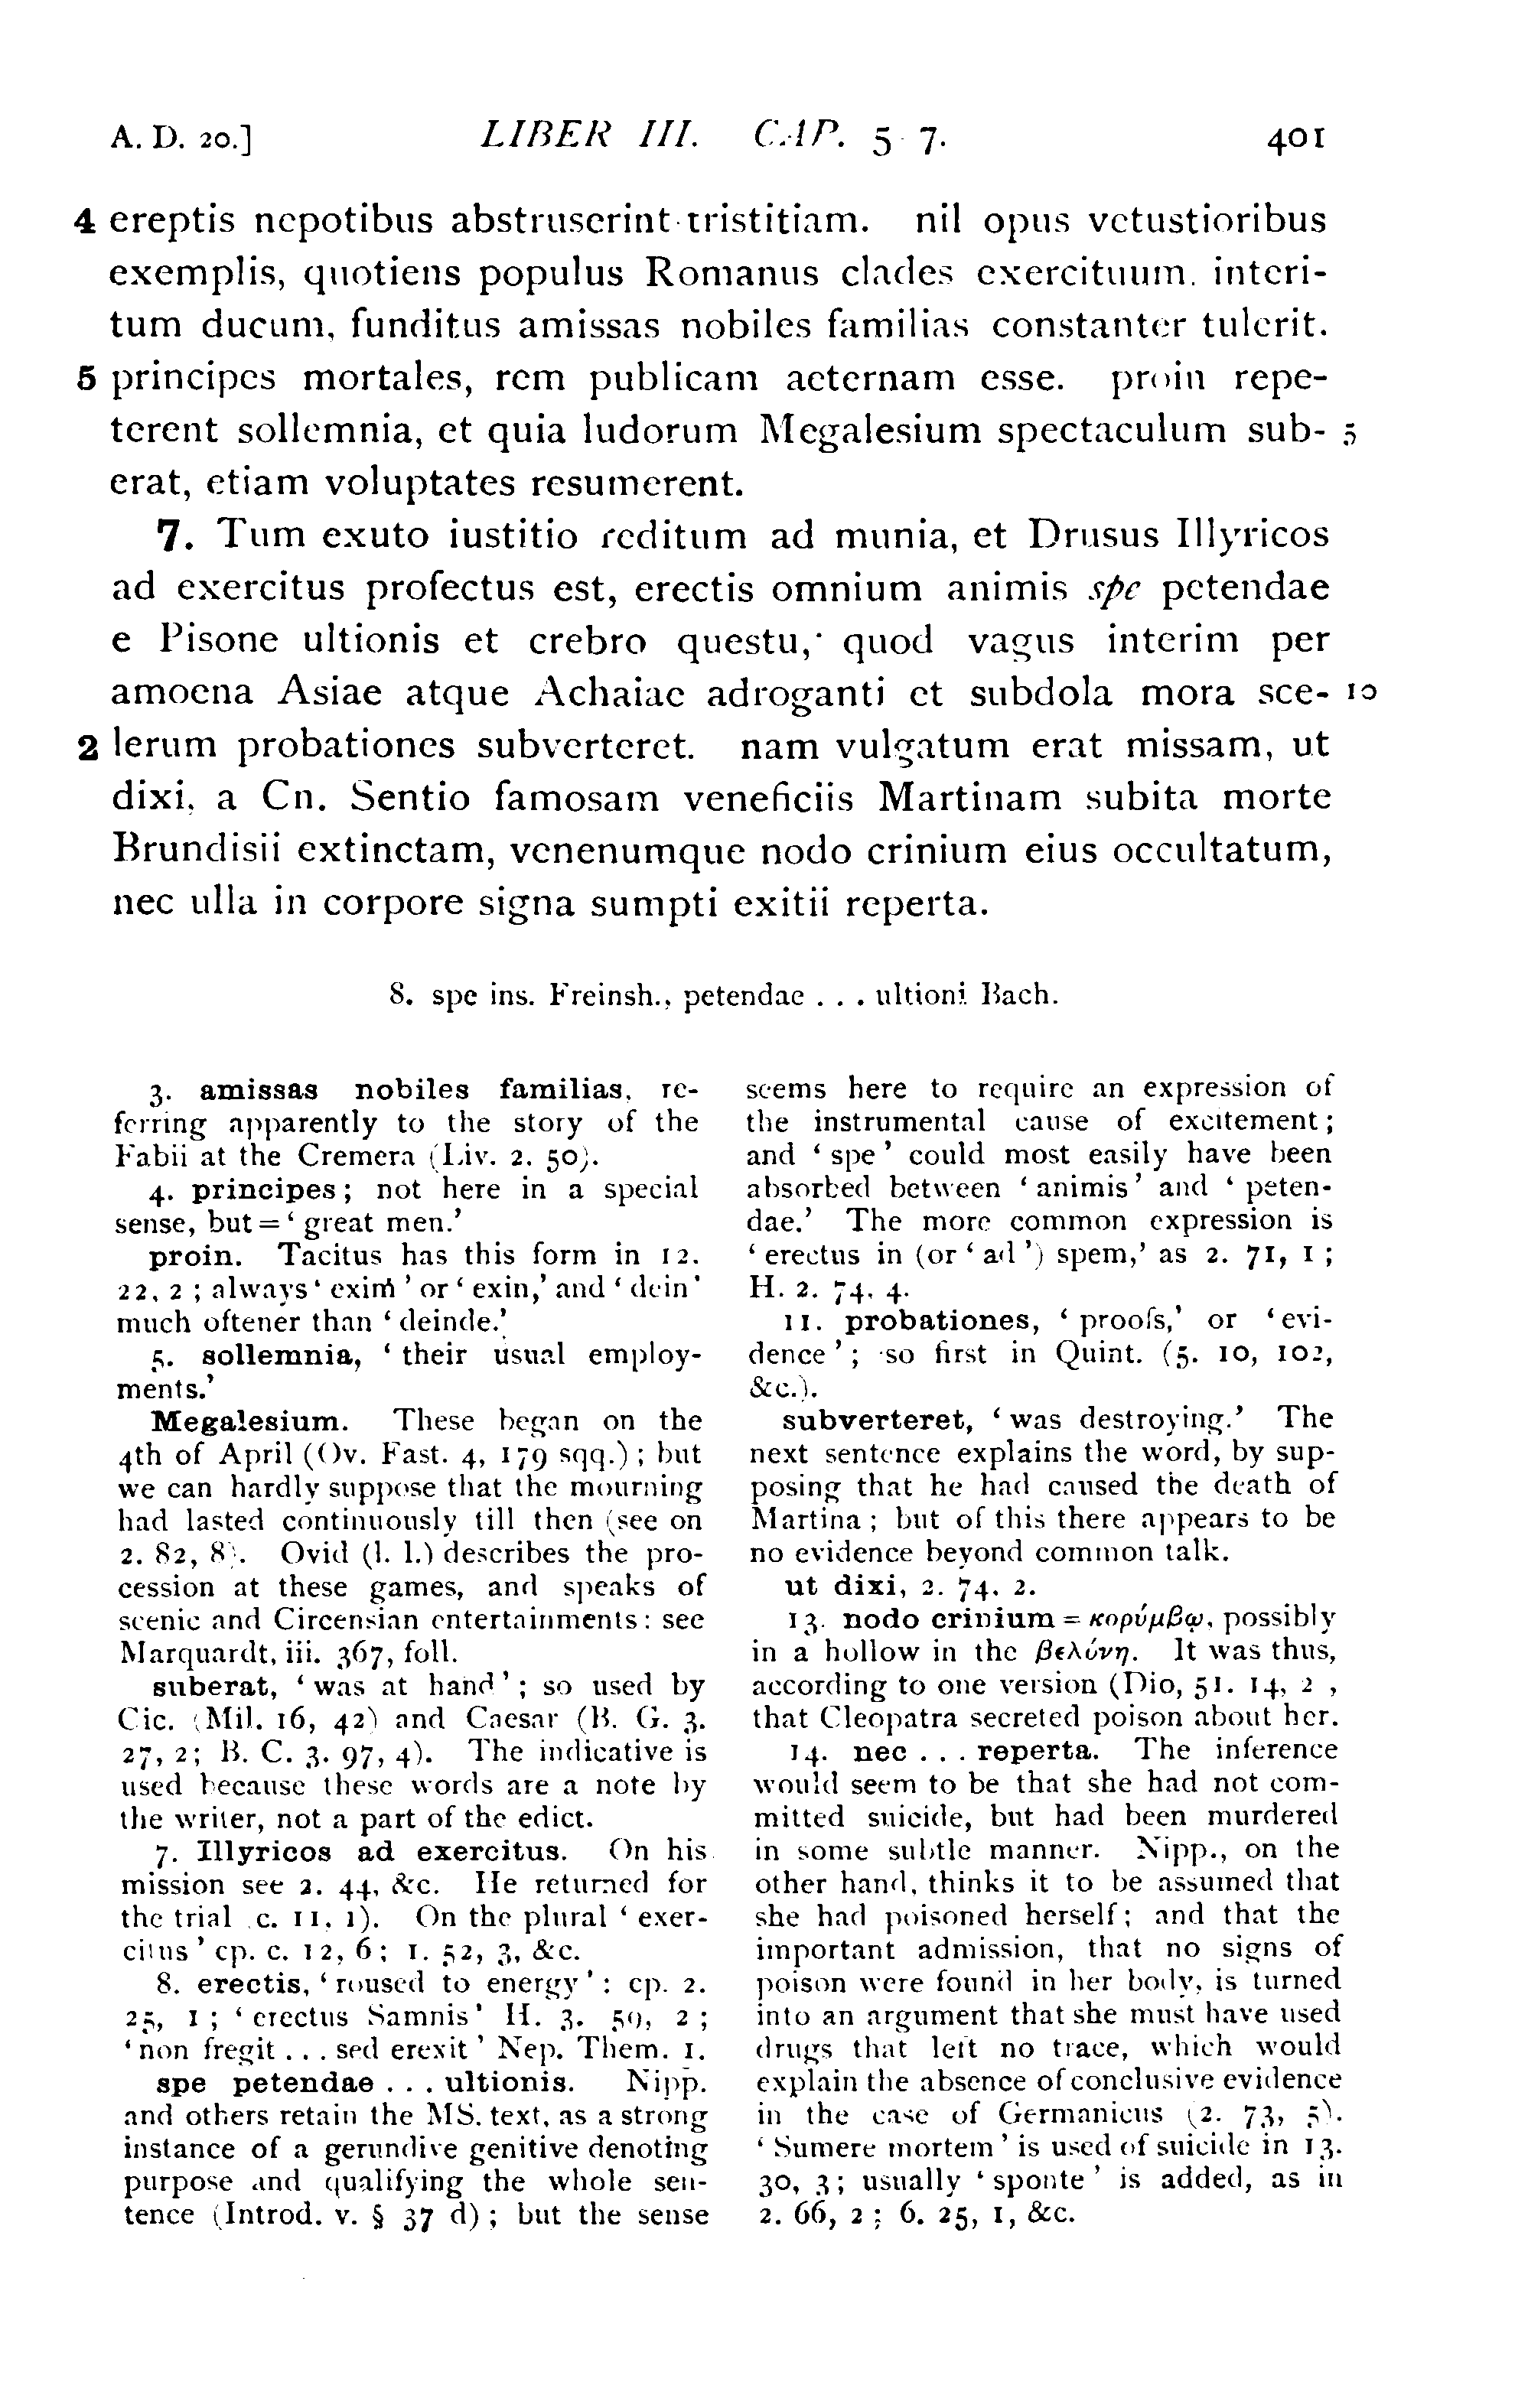 A. D. 20.] LIBER III. CAP. 5-7. 401
4 ereptis nepotibus abstruserint tristitiam. nil opus vetustioribus
exemplis, quotiens populus Romanus clades exercituum, interi-
tum ducum, funditus amissas nobiles familias constanter tulerit.
5 principes mortales, rem publicam aeternam esse. proin repe-
terent sollemnia, et quia ludorum Megalesium spectaculum sub- 5
erat, etiam voluptates resumerent.
7. Tum exuto iustitio reditum ad munia, et Drusus Illyricos
ad exercitus profectus est, erectis omnium animis spe petendae
e Pisone ultionis et crebro questu, quod vagus interim per
amoena Asiae atque Achaiae adroganti et subdola mora sce- 10
2 lerum probationes subverteret. nam vulgatum erat missam, ut
dixi, a Cn. Sentio famosam veneficiis Martinam subita morte
Brundisii extinctam, venenumque nodo crinium eius occultatum,
nec ulla in corpore signa sumpti exitii reperta.
8. spe ins. Freinsh., petendae . . . ultioni Bach.
3. amissas nobiles familias, re-
ferring apparently to the story of the
Fabii at the Cremera (Liv. 2. 50).
4. principes; not here in a special
sense, but = ‘great men.’
proin. Tacitus has this form in 12.
22, 2; always ‘exim’ or ‘exin,’ and ‘dein’
much oftener than ‘deinde.’
5. sollemnia, ‘their usual employ-
ments.’
Megalesium. These began on the
4th of April (Ov. Fast. 4, 179 sqq.); but
we can hardly suppose that the mourning
had lasted continuously till then (see on
2. 82, 8). Ovid (l. l.) describes the pro-
cession at these games, and speaks of
scenic and Circensian entertainments: see
Marquardt, iii. 367, foll.
suberat, ‘was at hand’; so used by
Cic. (Mil. 16, 42) and Caesar (B. G. 3.
27, 2; B. C. 3. 97, 4). The indicative is
used because these words are a note by
the writer, not a part of the edict.
7. Illyricos ad exercitus. On his
mission see 2. 44, &c. He returned for
the trial (c. 11, 1). On the plural ‘exer-
citus’ cp. c. 12, 6; 1. 52, 3, &c.
8. erectis, ‘roused to energy’: cp. 2.
25, 1; ‘erectus Samnis’ H. 3. 59, 2;
‘non fregit . . . sed erexit’ Nep. Them. 1.
spe petendae . . . ultionis. Nipp.
and others retain the MS. text, as a strong
instance of a gerundive genitive denoting
purpose and qualifying the whole sen-
tence (Introd. v. § 37 d); but the sense
seems here to require an expression of
the instrumental cause of excitement;
and ‘spe’ could most easily have been
absorbed between ‘animis’ and ‘peten-
dae.’ The more common expression is
‘erectus in (or ‘ad’) spem,’ as 2. 71, 1;
H. 2. 74, 4.
11. probationes, ‘proofs,’ or ‘evi-
dence’; so first in Quint. (5. 10, 102,
&c.).
subverteret, ‘was destroying.’ The
next sentence explains the word, by sup-
posing that he had caused the death of
Martina; but of this there appears to be
no evidence beyond common talk.
ut dixi, 2. 74, 2.
13. nodo crinium = κορύμβῳ, possibly
in a hollow in the βελόνη. It was thus,
according to one version (Dio, 51. 14, 2),
that Cleopatra secreted poison about her.
14. nec . . . reperta. The inference
would seem to be that she had not com-
mitted suicide, but had been murdered
in some subtle manner. Nipp., on the
other hand, thinks it to be assumed that
she had poisoned herself; and that the
important admission, that no signs of
poison were found in her body, is turned
into an argument that she must have used
drugs that left no trace, which would
explain the absence of conclusive evidence
in the case of Germanicus (2. 73, 5).
‘Sumere mortem’ is used of suicide in 13.
30, 3; usually ‘sponte’ is added, as in
2. 66, 2; 6. 25, 1, &c.